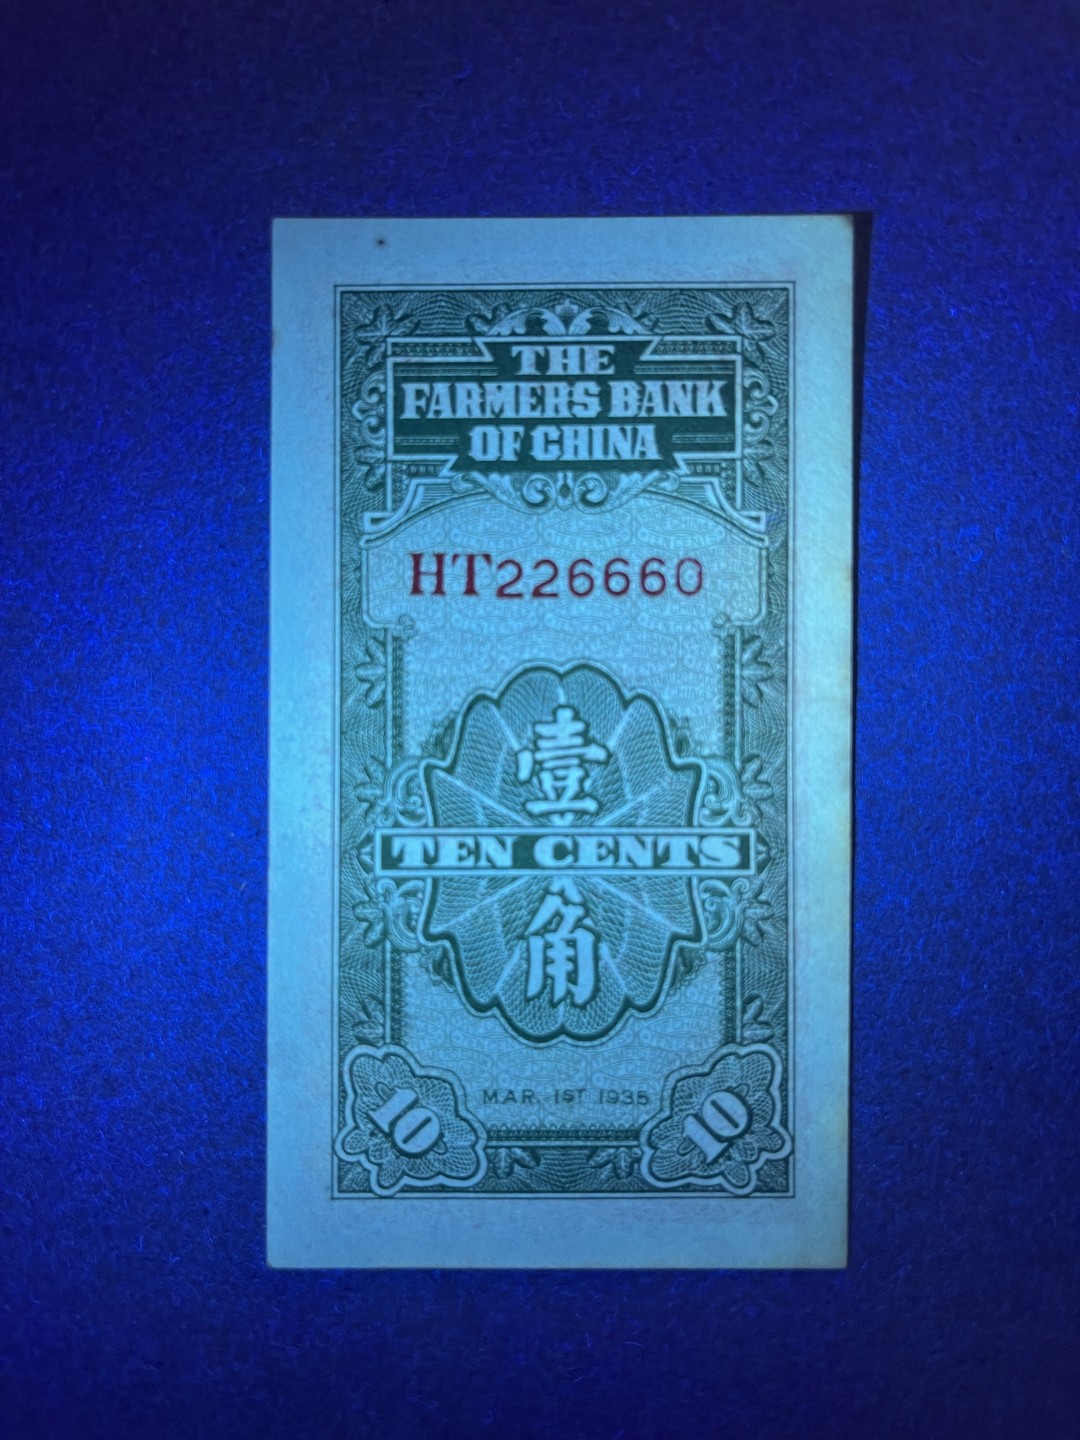 THE
FARMERS BANK
OF CHINA
HT226660
壹
TEN CENTS
角
MAR. 1ST 1935
10
10